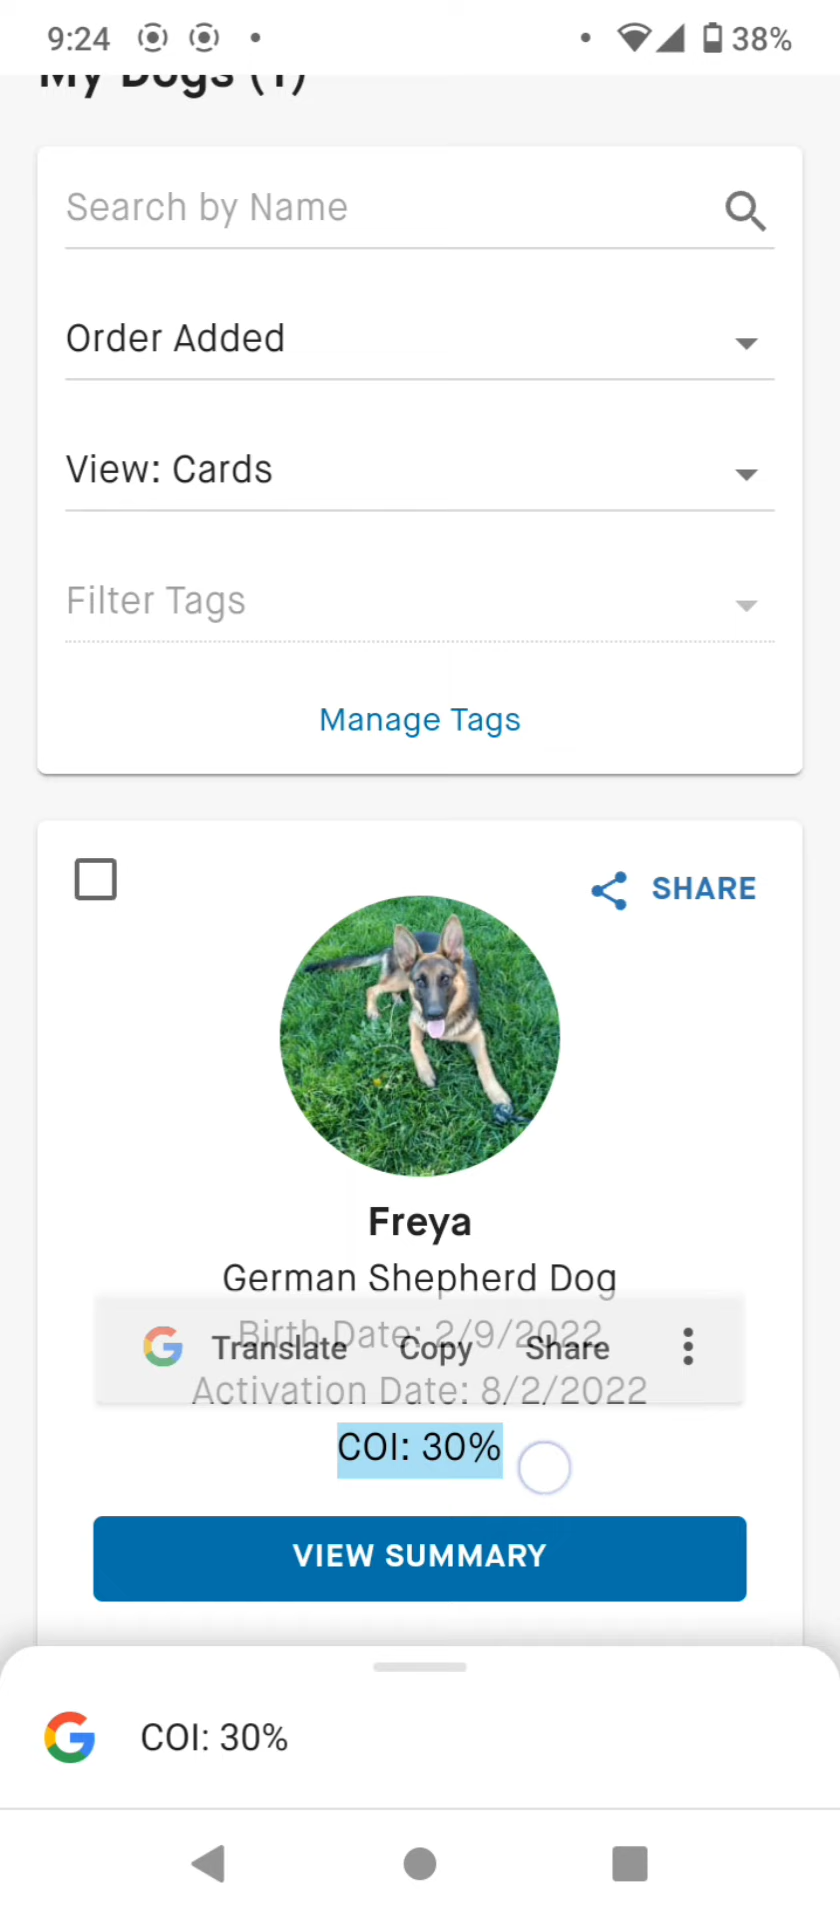 9:24 38%
My Dogs (1)
Search by Name
Order Added
View: Cards
Filter Tags
Manage Tags
SHARE
Freya
German Shepherd Dog
Birth Date: 2/9/2022
Translate Copy Share
Activation Date: 8/2/2022
COI: 30%
VIEW SUMMARY
COI: 30%